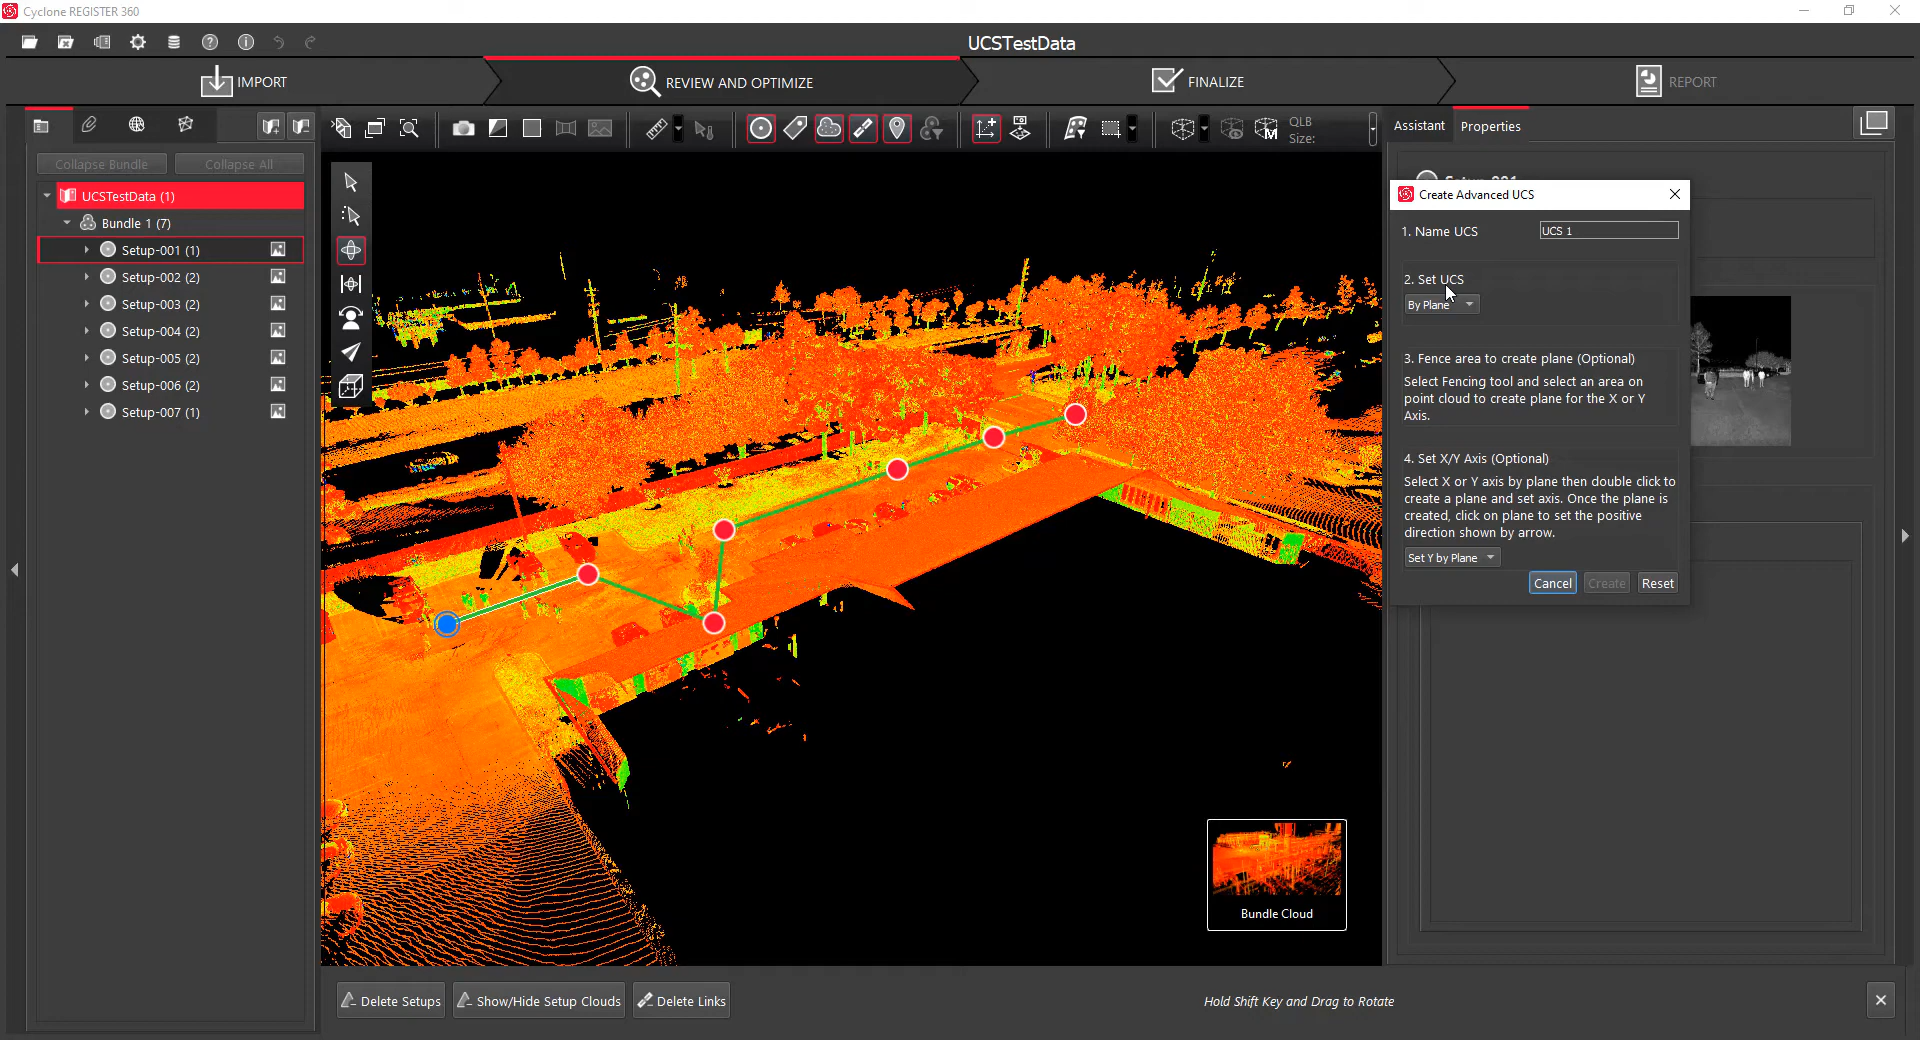 Cyclone REGISTER 360
UCSTestData
IMPORT
REVIEW AND OPTIMIZE
FINALIZE
REPORT
QLB
Size:
Assistant
Properties
Collapse Bundle
Collapse All
UCSTestData (1)
Bundle 1 (7)
Setup-001 (1)
Setup-002 (2)
Setup-003 (2)
Setup-004 (2)
Setup-005 (2)
Setup-006 (2)
Setup-007 (1)
Create Advanced UCS
1. Name UCS
UCS 1
2. Set UCS
By Plane
3. Fence area to create plane (Optional)
Select Fencing tool and select an area on
point cloud to create plane for the X or Y
Axis.
4. Set X/Y Axis (Optional)
Select X or Y axis by plane then double click to
create a plane and set axis. Once the plane is
created, click on plane to set the positive
direction shown by arrow.
Set Y by Plane
Cancel
Create
Reset
Bundle Cloud
Delete Setups
Show/Hide Setup Clouds
Delete Links
Hold Shift Key and Drag to Rotate